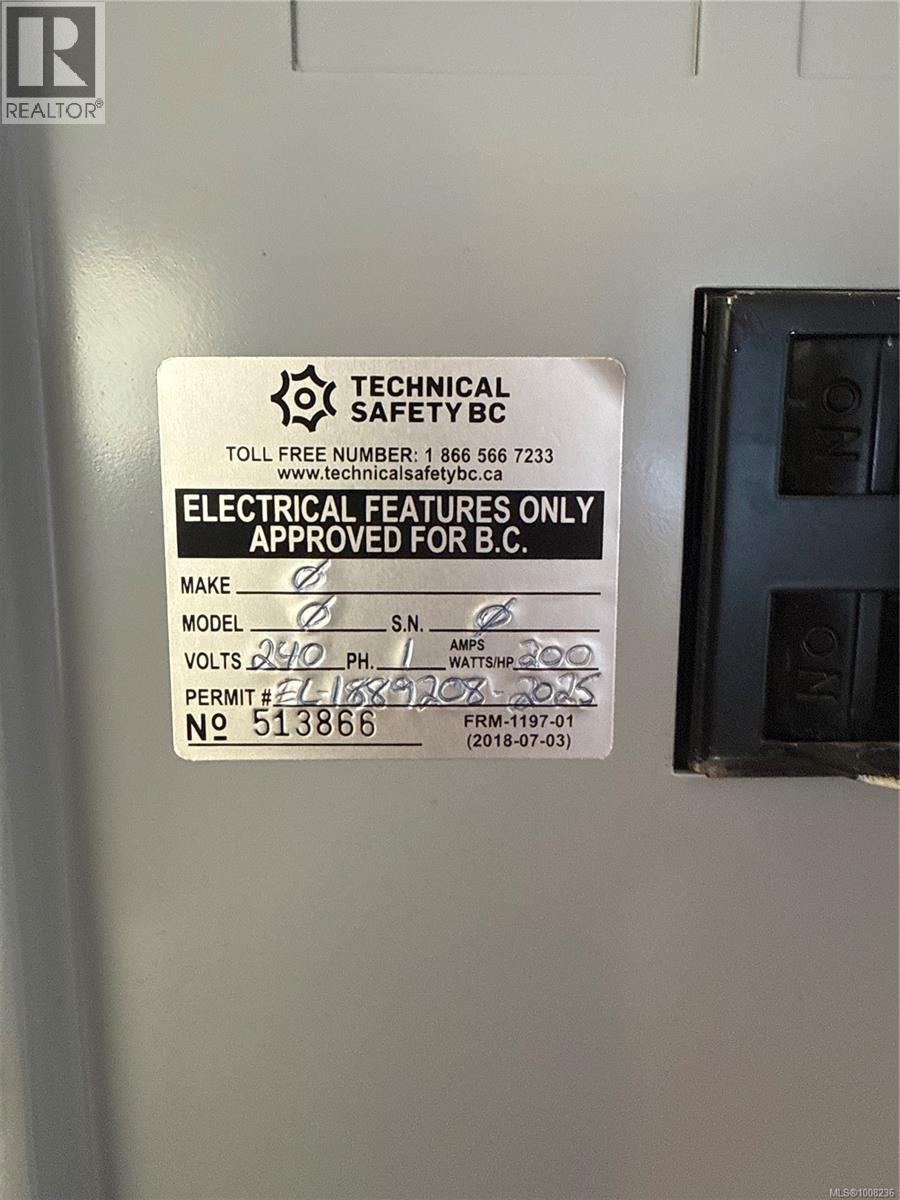 REALTOR®
TECHNICAL
SAFETY BC
TOLL FREE NUMBER: 1 866 566 7233
www.technicalsafetybc.ca
ELECTRICAL FEATURES ONLY
APPROVED FOR B.C.
MAKE Ø
MODEL Ø S.N. Ø
VOLTS 240 PH. 1 AMPS WATTS/HP 200
PERMIT # EL-1889208-2025
Nº 513866
FRM-1197-01
(2018-07-03)
ON
ON
MLS®1008236